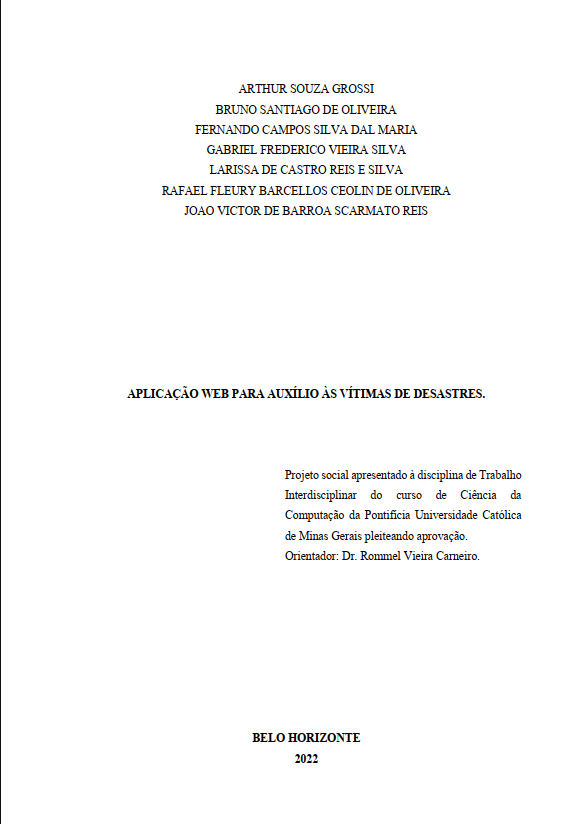 ARTHUR SOUZA GROSSI
BRUNO SANTIAGO DE OLIVEIRA
FERNANDO CAMPOS SILVA DAL MARIA
GABRIEL FREDERICO VIEIRA SILVA
LARISSA DE CASTRO REIS E SILVA
RAFAEL FLEURY BARCELLOS CEOLIN DE OLIVEIRA
JOAO VICTOR DE BARROA SCARMATO REIS
APLICAÇÃO WEB PARA AUXÍLIO ÀS VÍTIMAS DE DESASTRES.
Projeto social apresentado à disciplina de Trabalho
Interdisciplinar do curso de Ciência da
Computação da Pontifícia Universidade Católica
de Minas Gerais pleiteando aprovação.
Orientador: Dr. Rommel Vieira Carneiro.
BELO HORIZONTE
2022